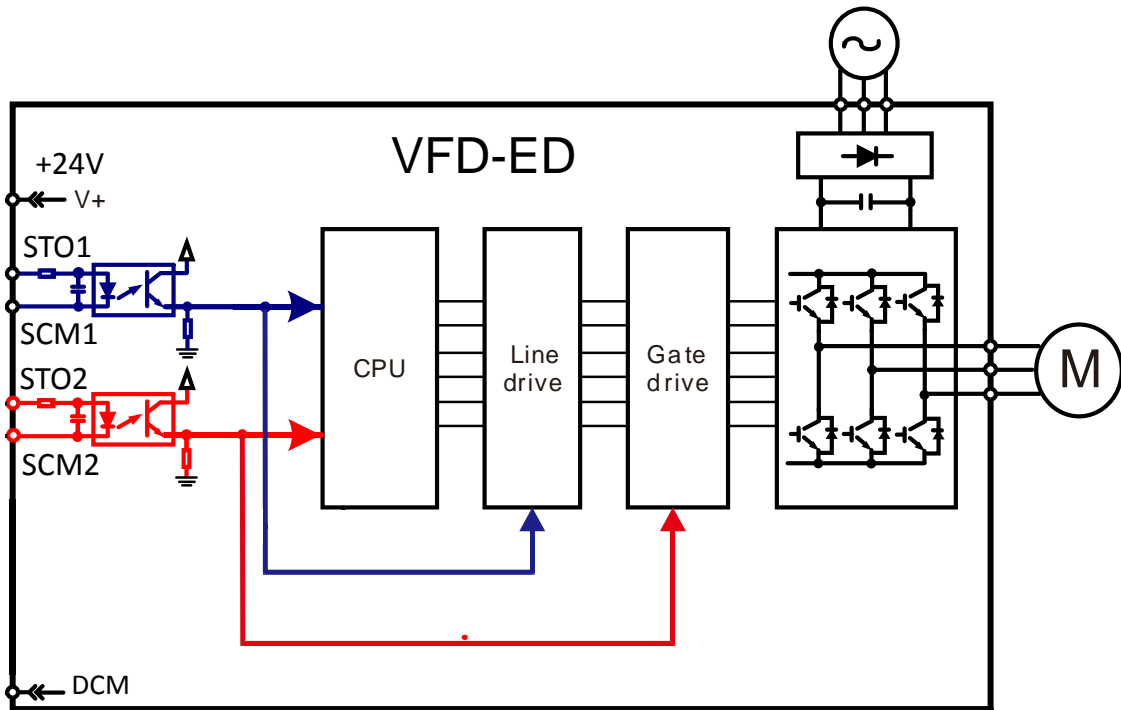 VFD-ED
+24V
V+
STO1
SCM1
STO2
SCM2
CPU
Line
drive
Gate
drive
M
DCM